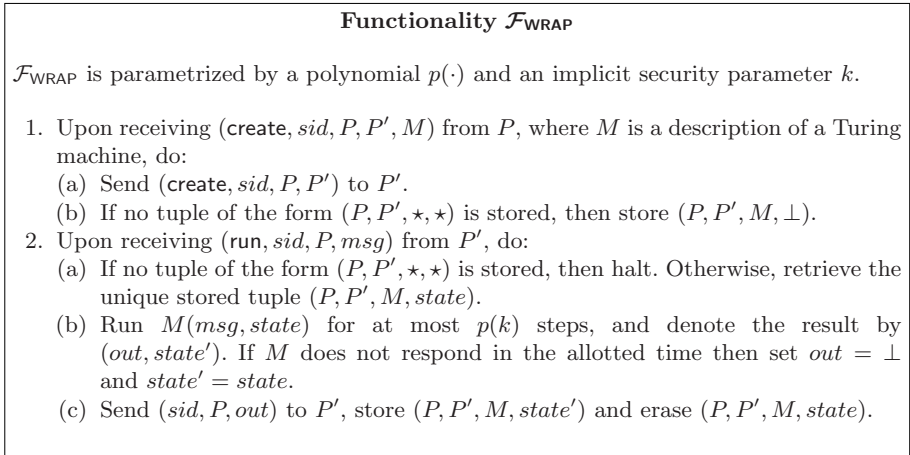 Functionality F_WRAP
F_WRAP is parametrized by a polynomial p(·) and an implicit security parameter k.
1. Upon receiving (create, sid, P, P′, M) from P, where M is a description of a Turing
machine, do:
(a) Send (create, sid, P, P′) to P′.
(b) If no tuple of the form (P, P′, ⋆, ⋆) is stored, then store (P, P′, M, ⊥).
2. Upon receiving (run, sid, P, msg) from P′, do:
(a) If no tuple of the form (P, P′, ⋆, ⋆) is stored, then halt. Otherwise, retrieve the
unique stored tuple (P, P′, M, state).
(b) Run M(msg, state) for at most p(k) steps, and denote the result by
(out, state′). If M does not respond in the allotted time then set out = ⊥
and state′ = state.
(c) Send (sid, P, out) to P′, store (P, P′, M, state′) and erase (P, P′, M, state).